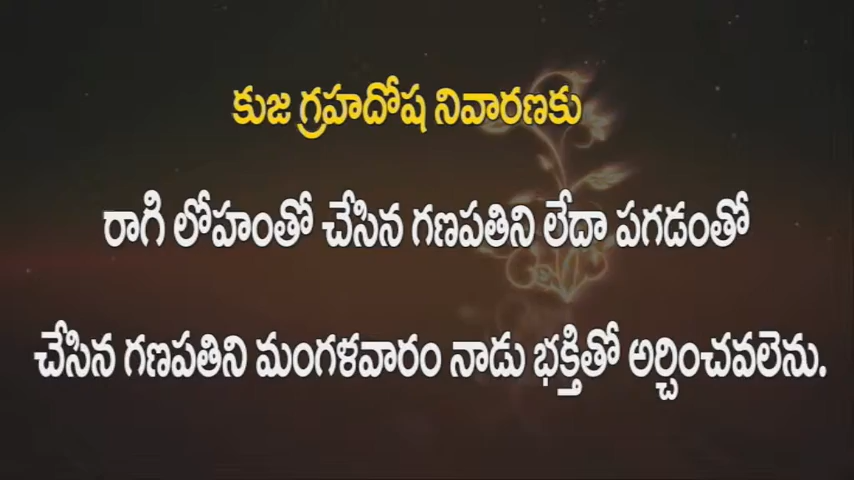 కుజ గ్రహదోష నివారణకు
రాగి లోహంతో చేసిన గణపతిని లేదా పగడంతో
చేసిన గణపతిని మంగళవారం నాడు భక్తితో అర్చించవలెను.